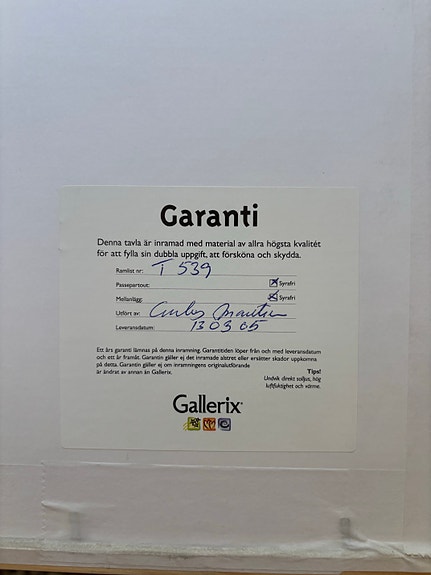 Garanti
Denna tavla är inramad med material av allra högsta kvalitét
för att fylla sin dubbla uppgift, att försköna och skydda.
Ramlist nr: T 539
Passepartout: Syrafri
Mellanlägg: Syrafri
Utfört av:
Leveransdatum: 13 03 05
Ett års garanti lämnas på denna inramning. Garantitiden löper från och med leveransdatum
och ett år framåt. Garantin gäller ej det inramade alstret eller ersätter skador uppkomna
på detta. Garantin gäller ej om inramningens originalutförande
är ändrat av annan än Gallerix.
Tips!
Undvik direkt solljus, hög
luftfuktighet och värme.
Gallerix®